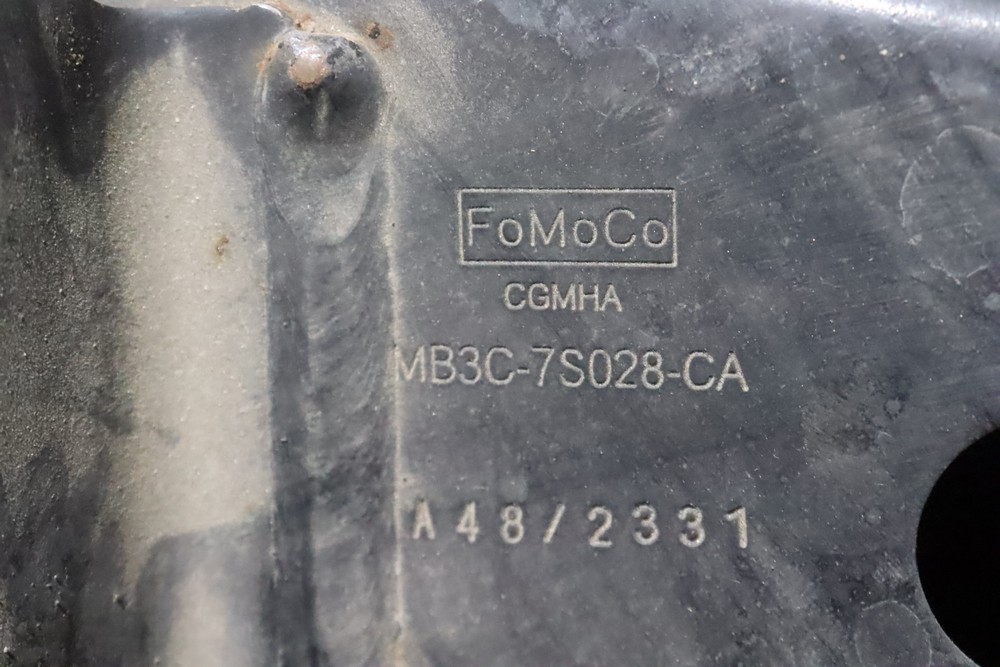 FoMoCo
CGMHA
MB3C-7S028-CA
A48/2331